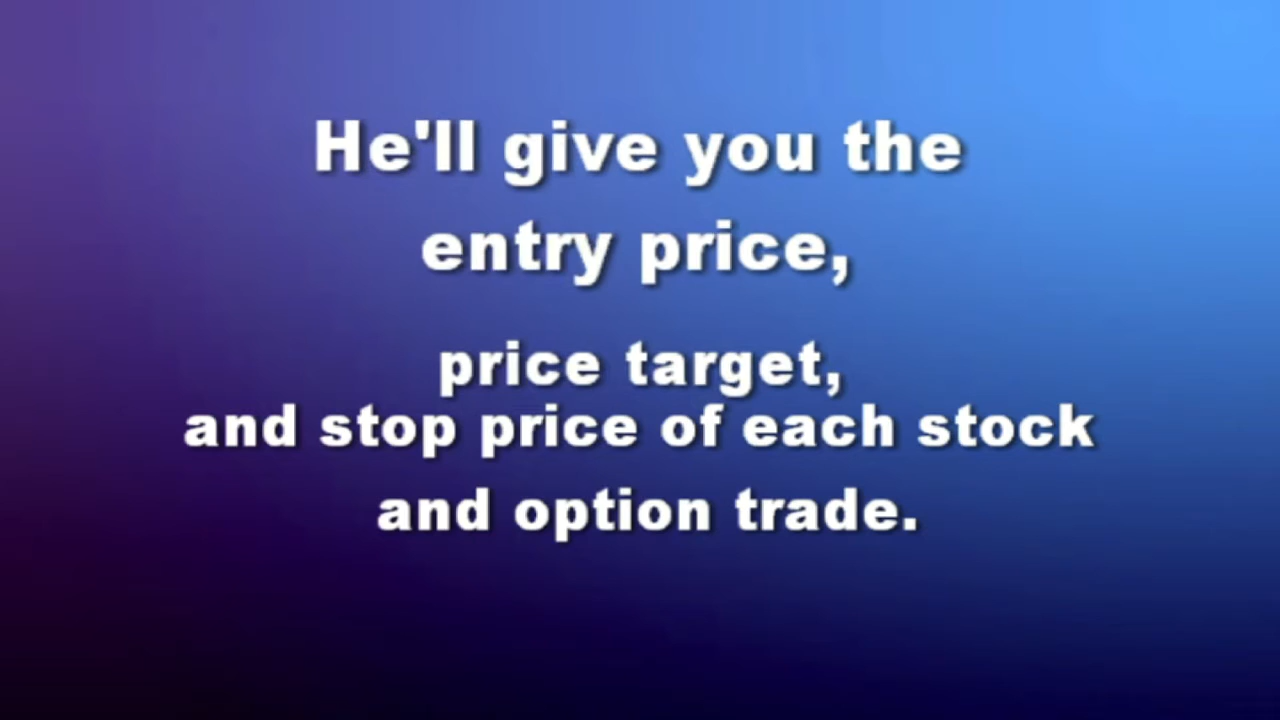 He'll give you the
entry price,
price target,
and stop price of each stock
and option trade.